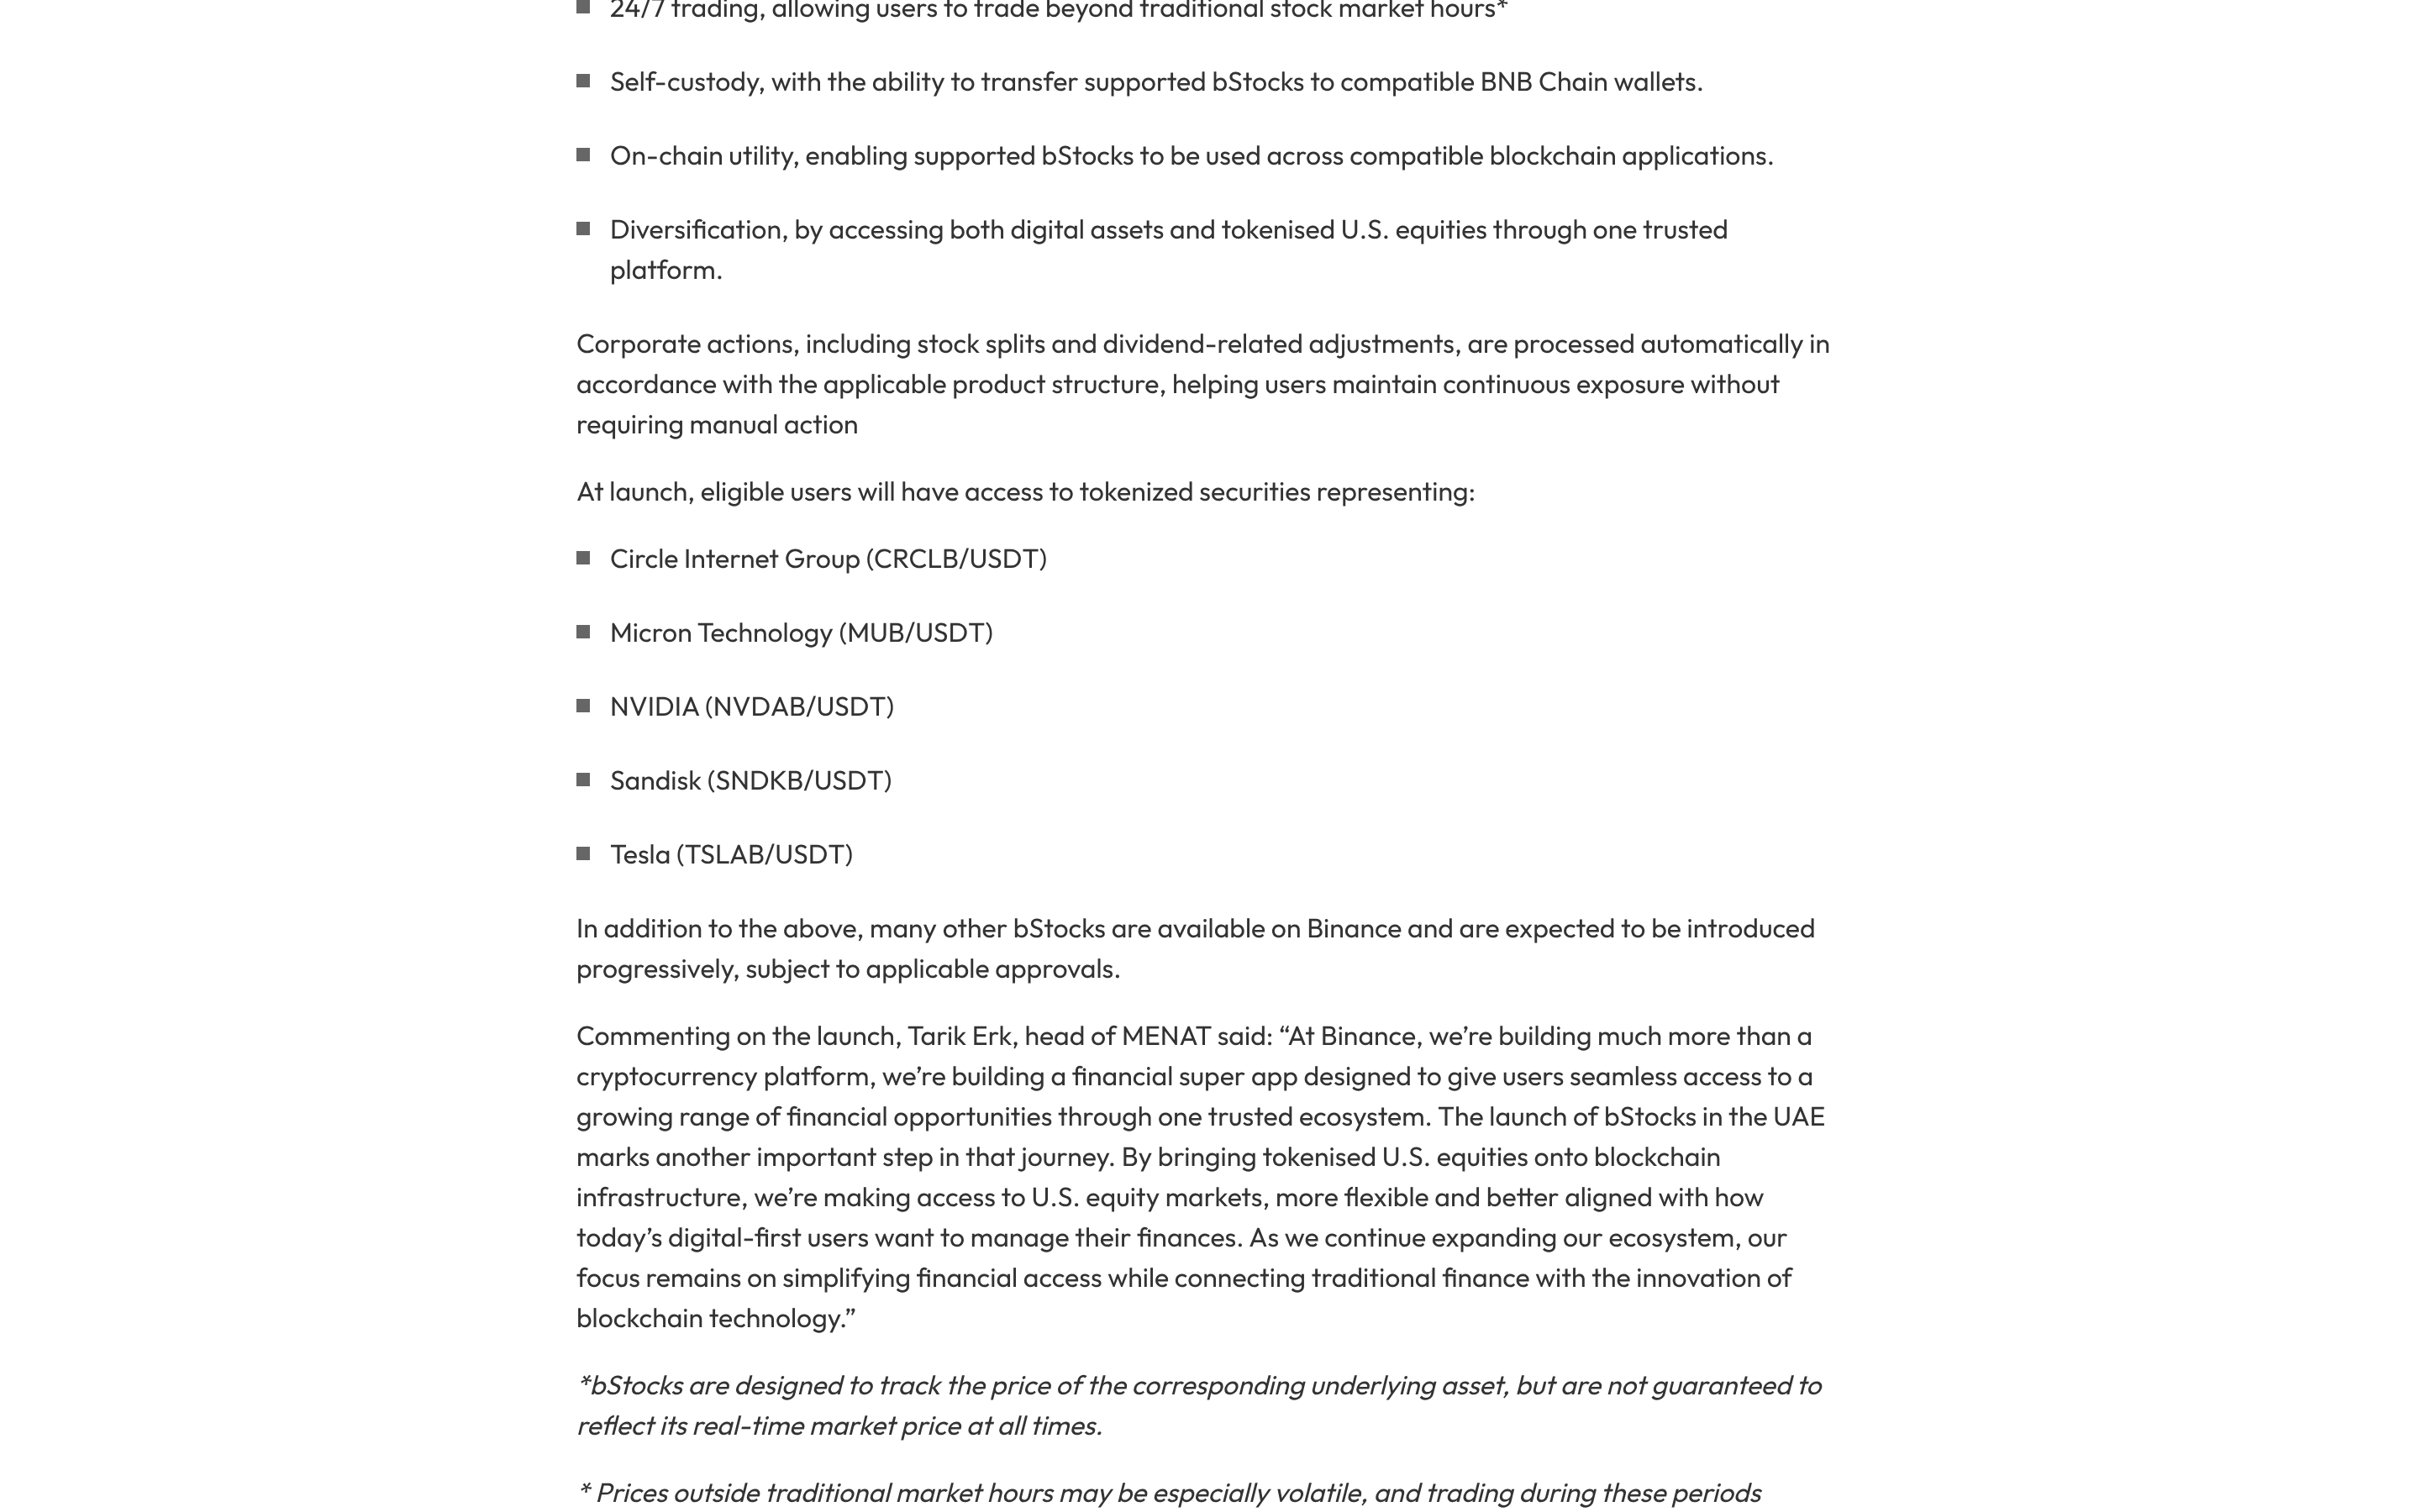 24/7 trading, allowing users to trade beyond traditional stock market hours*
Self-custody, with the ability to transfer supported bStocks to compatible BNB Chain wallets.
On-chain utility, enabling supported bStocks to be used across compatible blockchain applications.
Diversification, by accessing both digital assets and tokenised U.S. equities through one trusted
platform.
Corporate actions, including stock splits and dividend-related adjustments, are processed automatically in
accordance with the applicable product structure, helping users maintain continuous exposure without
requiring manual action
At launch, eligible users will have access to tokenized securities representing:
Circle Internet Group (CRCLB/USDT)
Micron Technology (MUB/USDT)
NVIDIA (NVDAB/USDT)
Sandisk (SNDKB/USDT)
Tesla (TSLAB/USDT)
In addition to the above, many other bStocks are available on Binance and are expected to be introduced
progressively, subject to applicable approvals.
Commenting on the launch, Tarik Erk, head of MENAT said: “At Binance, we’re building much more than a
cryptocurrency platform, we’re building a financial super app designed to give users seamless access to a
growing range of financial opportunities through one trusted ecosystem. The launch of bStocks in the UAE
marks another important step in that journey. By bringing tokenised U.S. equities onto blockchain
infrastructure, we’re making access to U.S. equity markets, more flexible and better aligned with how
today’s digital-first users want to manage their finances. As we continue expanding our ecosystem, our
focus remains on simplifying financial access while connecting traditional finance with the innovation of
blockchain technology.”
*bStocks are designed to track the price of the corresponding underlying asset, but are not guaranteed to
reflect its real-time market price at all times.
* Prices outside traditional market hours may be especially volatile, and trading during these periods